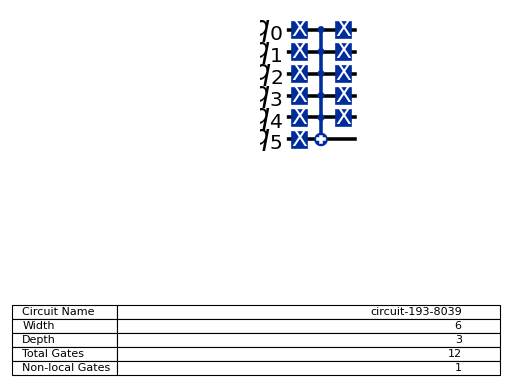 0 X X
1 X X
2 X X
3 X X
4 X X
5 X
Circuit Name circuit-193-8039
Width 6
Depth 3
Total Gates 12
Non-local Gates 1